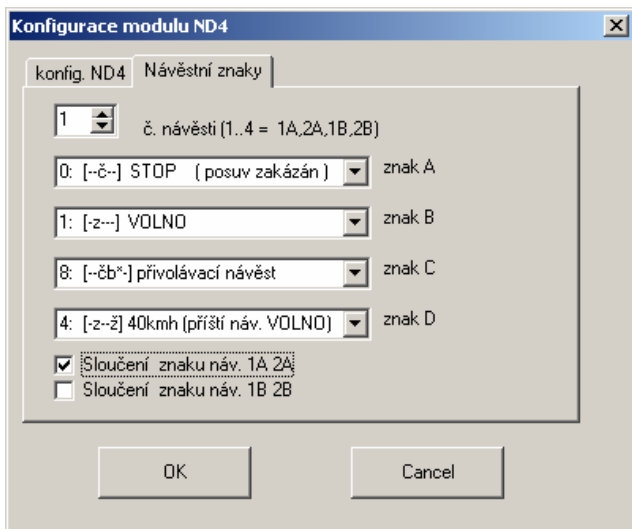 Konfigurace modulu ND4
konfig. ND4 Návěstní znaky
1 č. návěsti (1..4 = 1A,2A,1B,2B)
0: [--č--] STOP ( posuv zakázán ) znak A
1: [-z---] VOLNO znak B
8: [--čb*-] přivolávací návěst znak C
4: [-z--ž] 40kmh (příští náv. VOLNO) znak D
Sloučení znaku náv. 1A 2A
Sloučení znaku náv. 1B 2B
OK Cancel